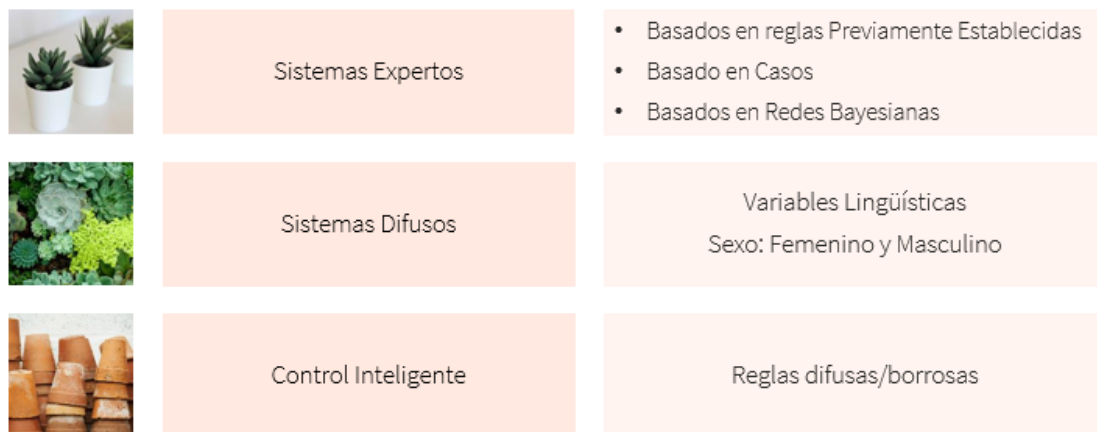 Sistemas Expertos
• Basados en reglas Previamente Establecidas
• Basado en Casos
• Basados en Redes Bayesianas
Sistemas Difusos
Variables Lingüísticas
Sexo: Femenino y Masculino
Control Inteligente
Reglas difusas/borrosas